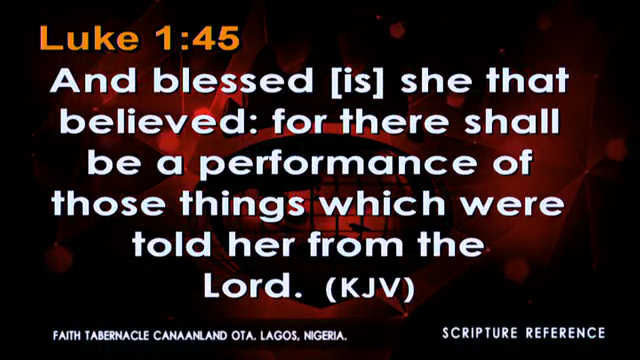 Luke 1:45
And blessed [is] she that
believed: for there shall
be a performance of
those things which were
told her from the
Lord. (KJV)
FAITH TABERNACLE CANAANLAND OTA. LAGOS, NIGERIA.
SCRIPTURE REFERENCE